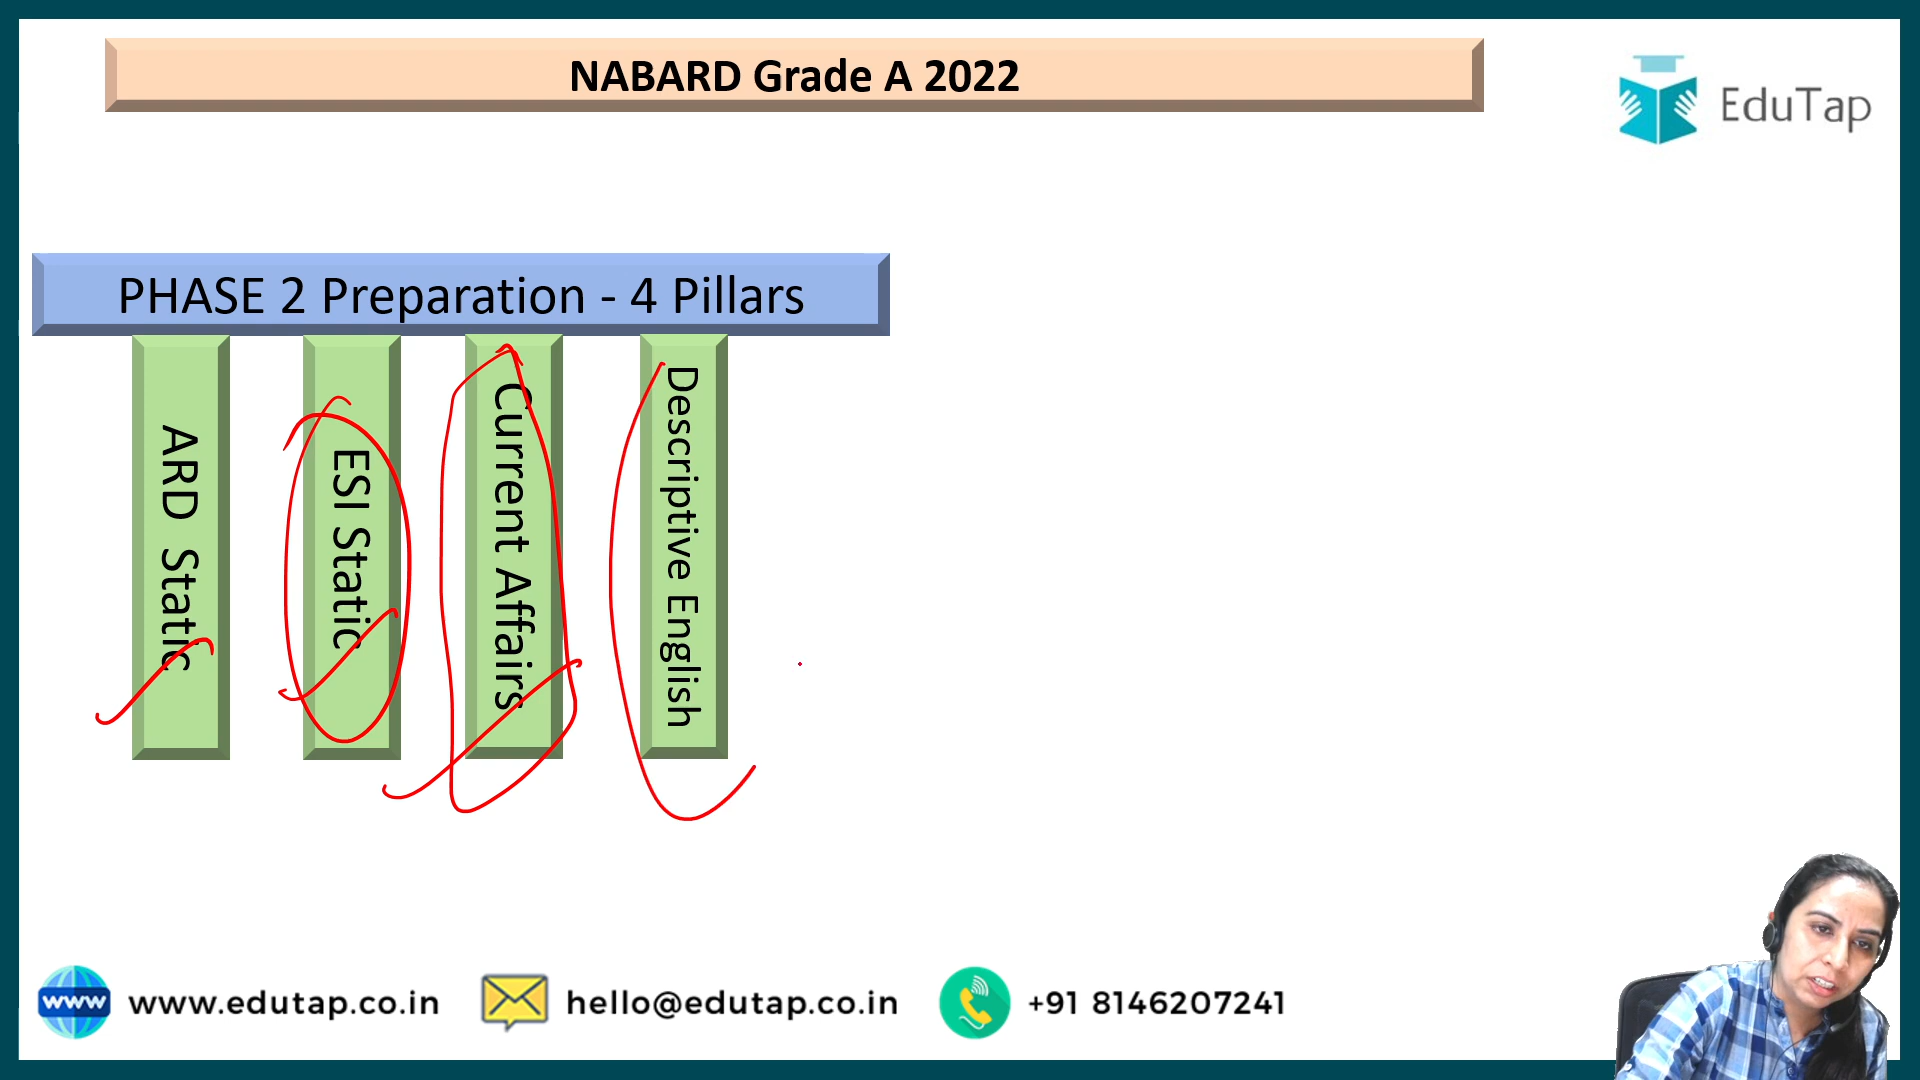 NABARD Grade A 2022
EduTap
PHASE 2 Preparation - 4 Pillars
ARD Static
ESI Static
Current Affairs
Descriptive English
www
www.edutap.co.in
hello@edutap.co.in
+91 8146207241